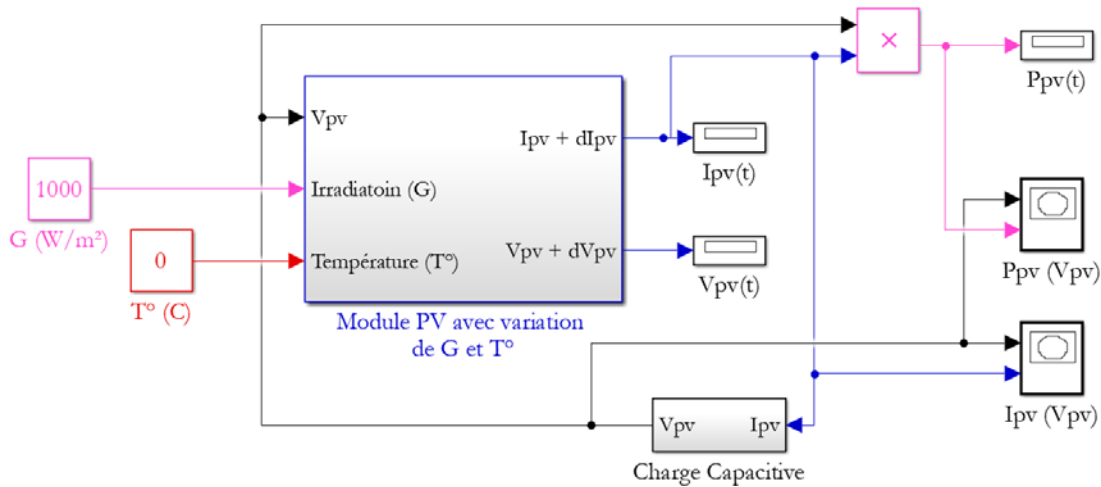 ×
Ppv(t)
Vpv
Ipv + dIpv
Ipv(t)
1000
G (W/m²)
Irradiatoin (G)
0
T° (C)
Température (T°)
Vpv + dVpv
Vpv(t)
Ppv (Vpv)
Module PV avec variation
de G et T°
Ipv (Vpv)
Vpv
Ipv
Charge Capacitive